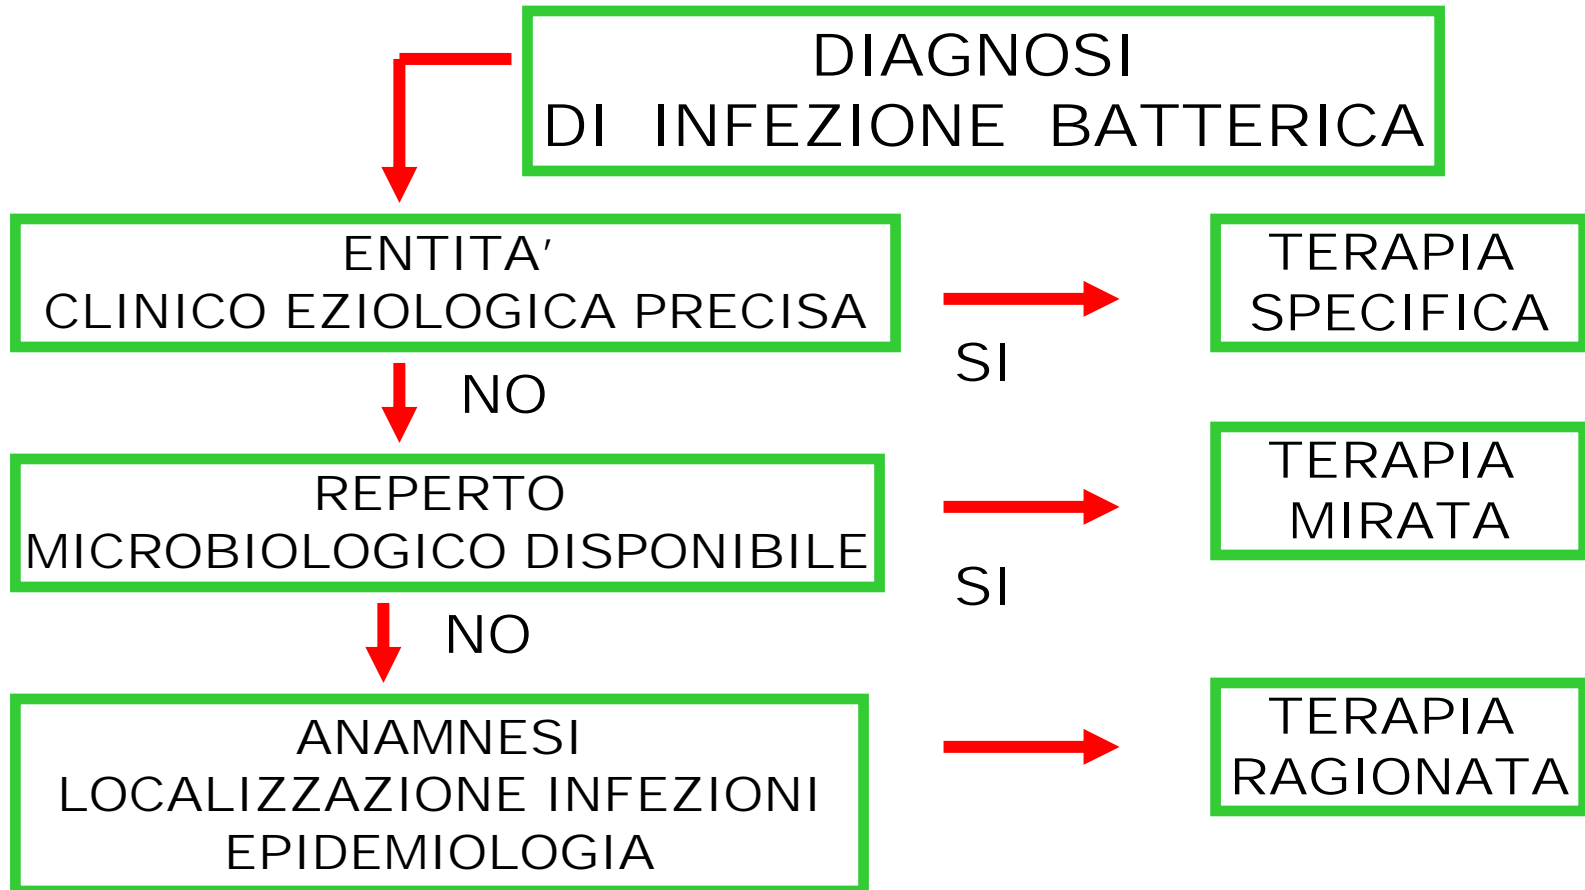 DIAGNOSI
DI INFEZIONE BATTERICA
ENTITA’
CLINICO EZIOLOGICA PRECISA
SI
TERAPIA
SPECIFICA
NO
REPERTO
MICROBIOLOGICO DISPONIBILE
SI
TERAPIA
MIRATA
NO
ANAMNESI
LOCALIZZAZIONE INFEZIONI
EPIDEMIOLOGIA
TERAPIA
RAGIONATA